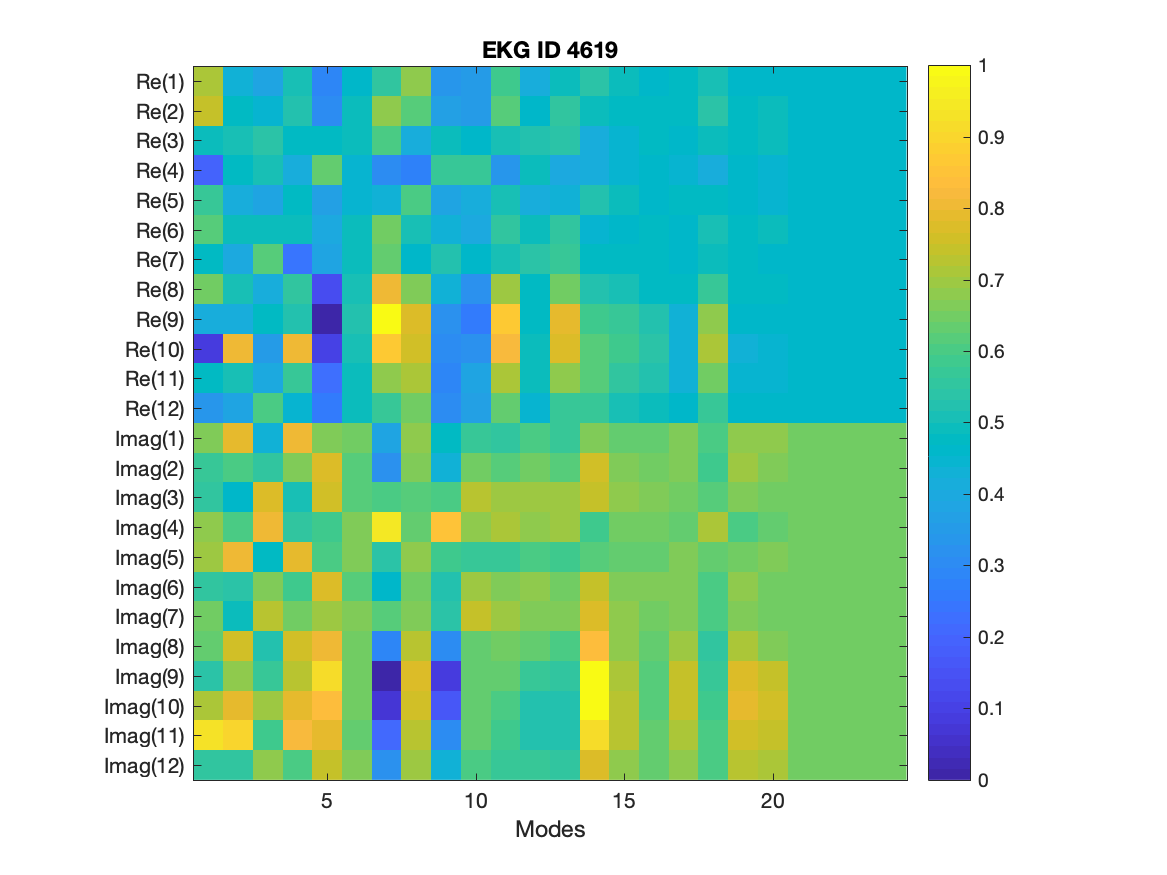 EKG ID 4619
Re(1)
Re(2)
Re(3)
Re(4)
Re(5)
Re(6)
Re(7)
Re(8)
Re(9)
Re(10)
Re(11)
Re(12)
Imag(1)
Imag(2)
Imag(3)
Imag(4)
Imag(5)
Imag(6)
Imag(7)
Imag(8)
Imag(9)
Imag(10)
Imag(11)
Imag(12)
5 10 15 20
Modes
1
0.9
0.8
0.7
0.6
0.5
0.4
0.3
0.2
0.1
0